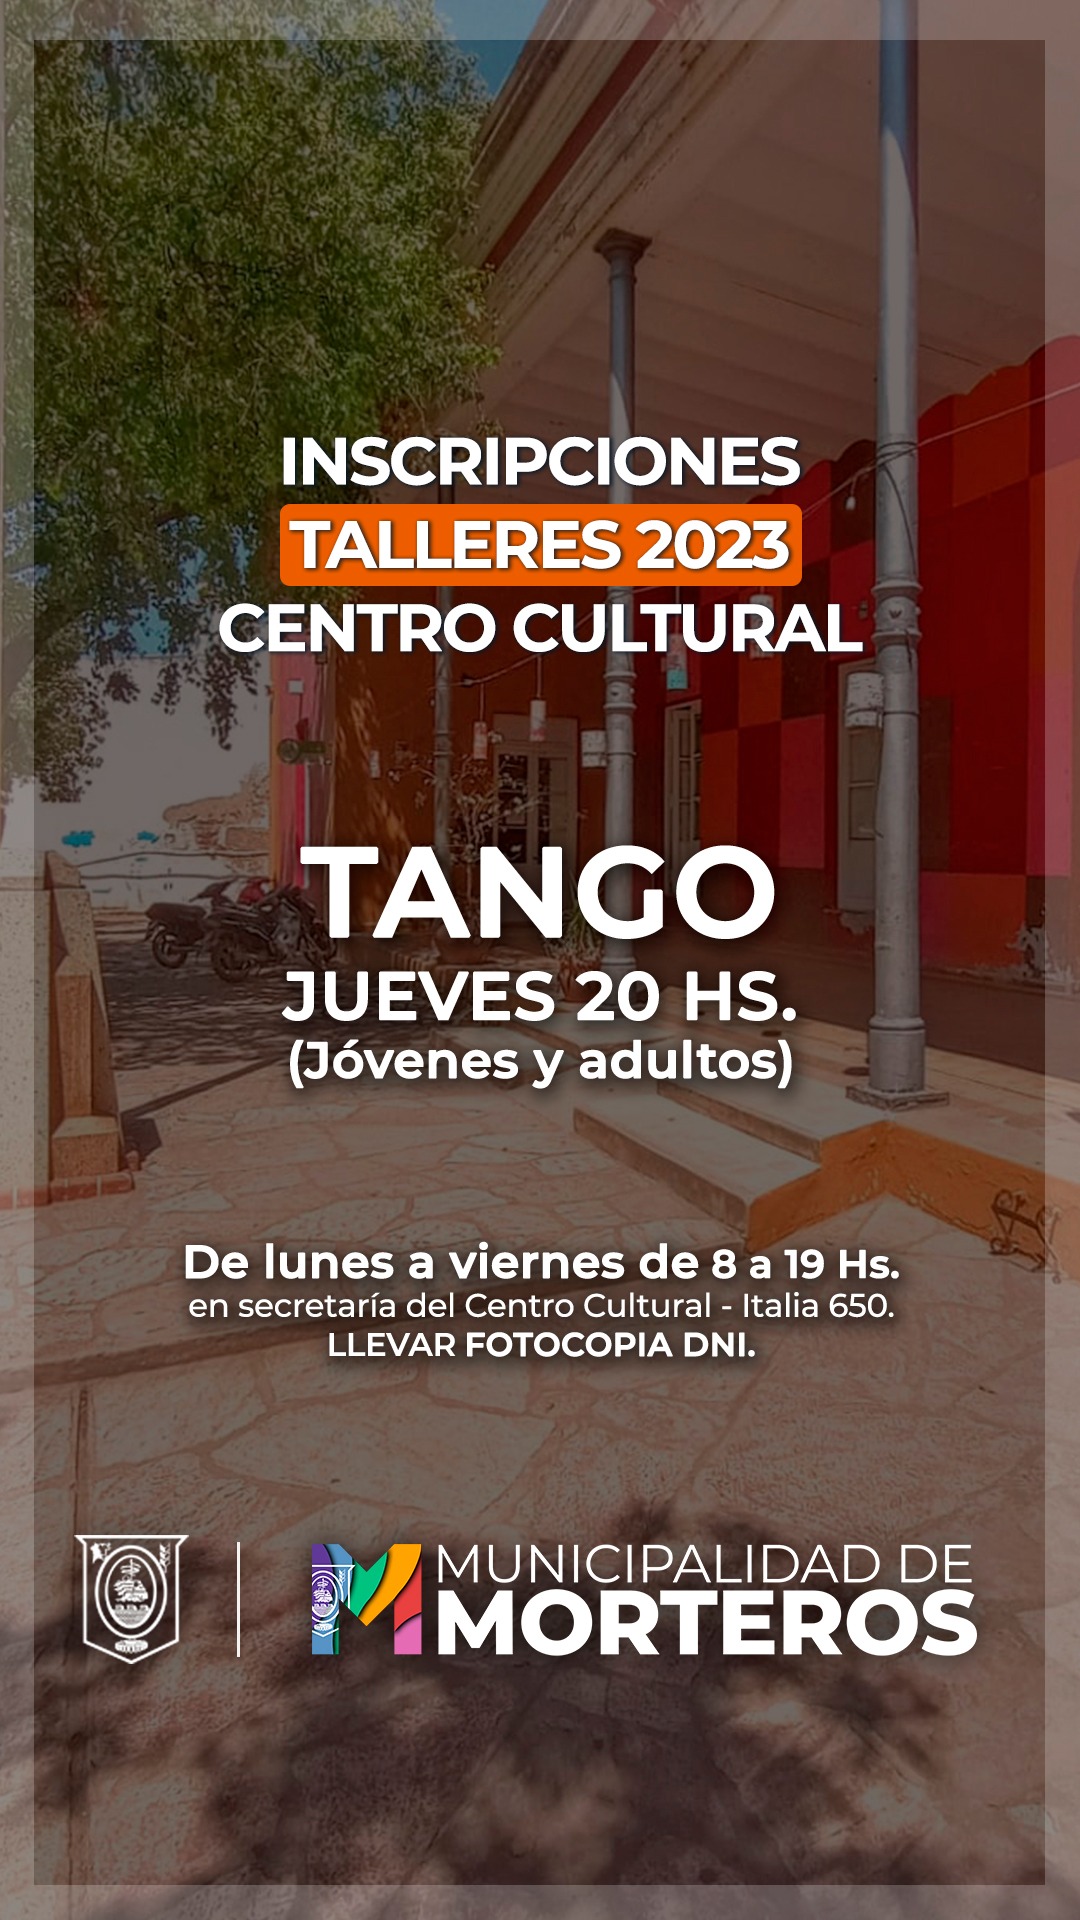 INSCRIPCIONES
TALLERES 2023
CENTRO CULTURAL
TANGO
JUEVES 20 HS.
(Jóvenes y adultos)
De lunes a viernes de 8 a 19 Hs.
en secretaría del Centro Cultural - Italia 650.
LLEVAR FOTOCOPIA DNI.
MUNICIPALIDAD DE
MORTEROS